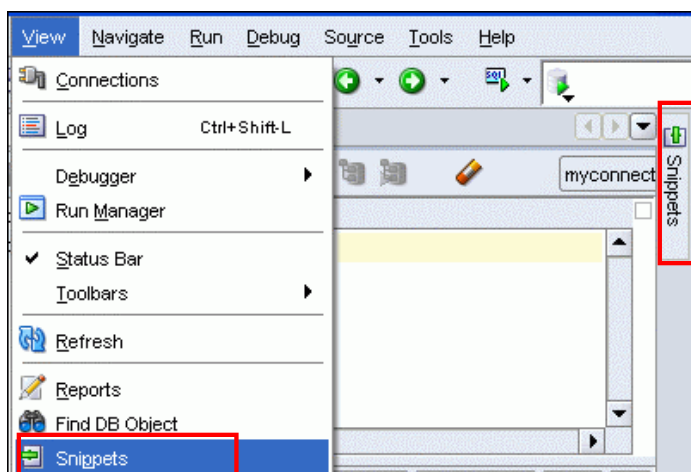 View Navigate Run Debug Source Tools Help
Connections
SQL
Log Ctrl+Shift-L
Snippets
Debugger
myconnect
Run Manager
Status Bar
Toolbars
Refresh
Reports
Find DB Object
Snippets